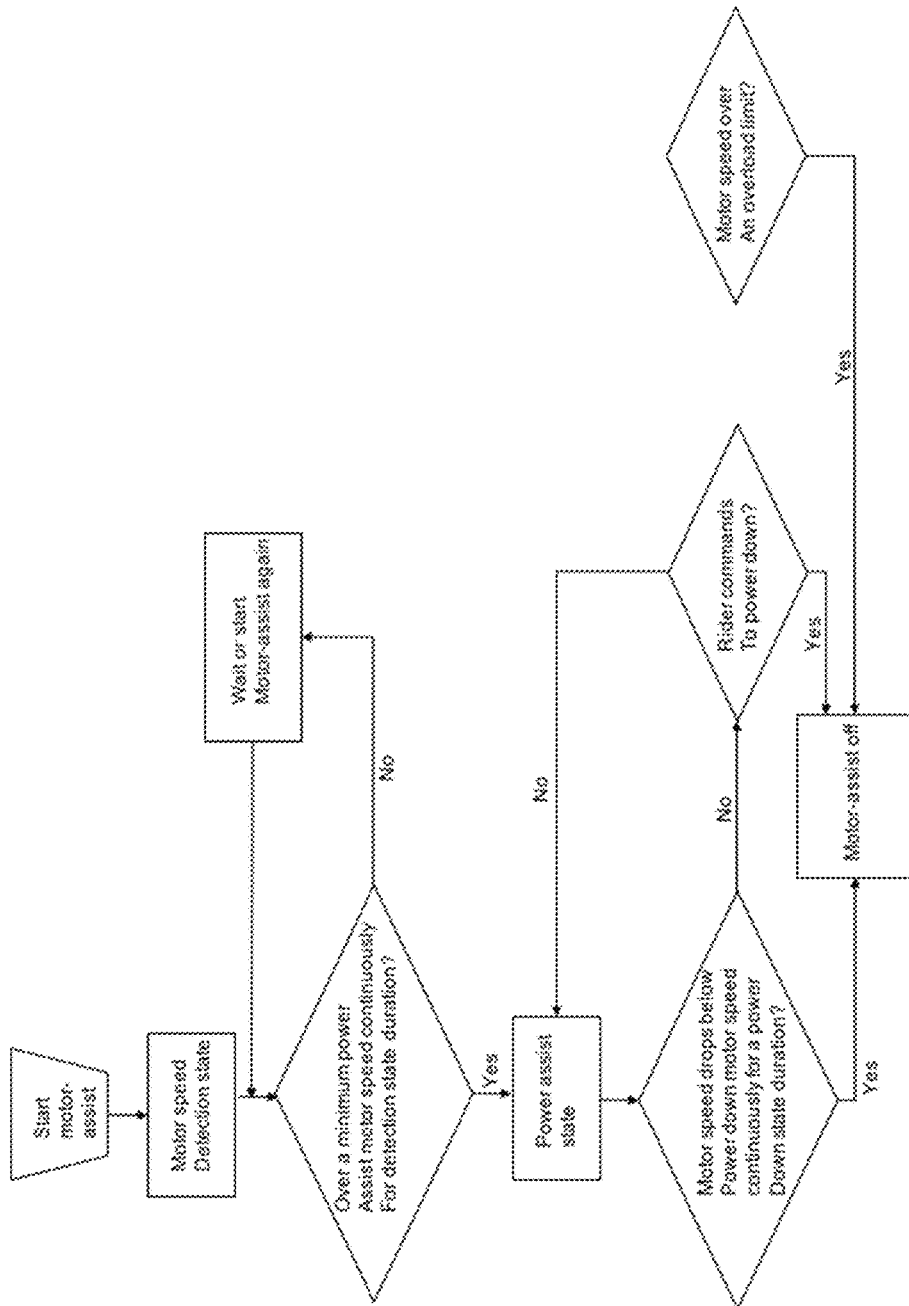 Start
motor-
assist
Motor speed
Detection state
Wait or start
Motor-assist again
Over a minimum power
Assist motor speed continuously
For detection state duration?
No
Yes
Power assist
state
No
Motor speed drops below
Power down motor speed
continuously for a power
Down state duration?
No
Rider commands
To power down?
Motor speed over
An overload limit?
Yes
Yes
Yes
Motor-assist off